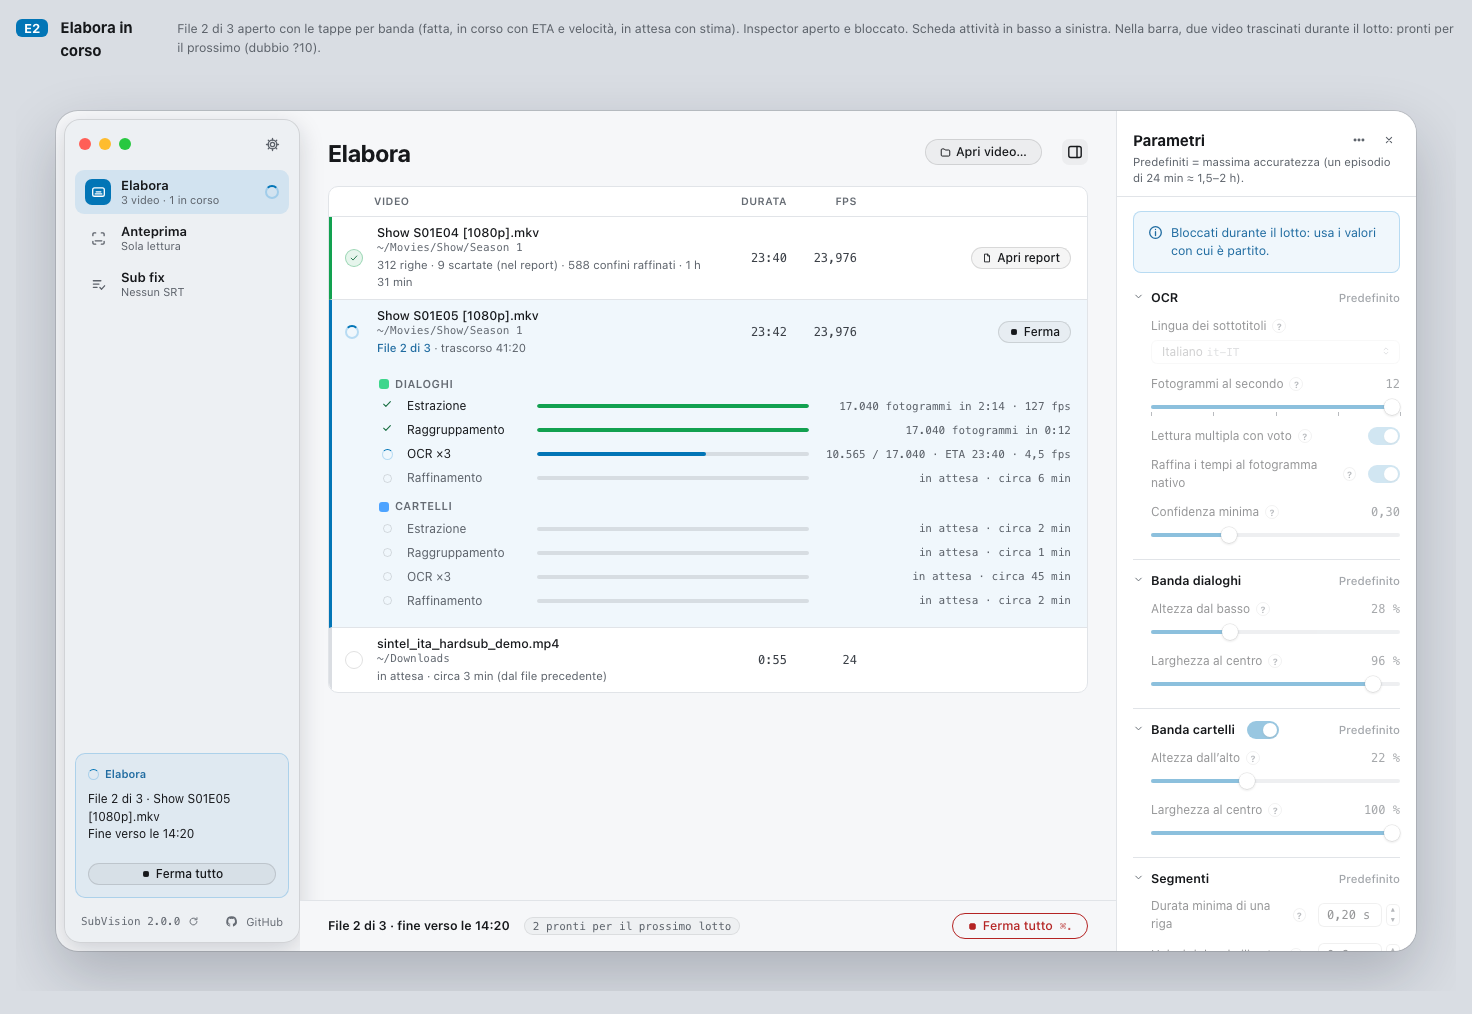 E2
Elabora in corso
File 2 di 3 aperto con le tappe per banda (fatta, in corso con ETA e velocità, in attesa con stima). Inspector aperto e bloccato. Scheda attività in basso a sinistra. Nella barra, due video trascinati durante il lotto: pronti per
il prossimo (dubbio ?10).
Elabora
3 video · 1 in corso
Anteprima
Sola lettura
Sub fix
Nessun SRT
Elabora
File 2 di 3 · Show S01E05
[1080p].mkv
Fine verso le 14:20
Ferma tutto
SubVision 2.0.0
GitHub
Elabora
Apri video…
VIDEO DURATA FPS
Show S01E04 [1080p].mkv
~/Movies/Show/Season 1
312 righe · 9 scartate (nel report) · 588 confini raffinati · 1 h
31 min
23:40 23,976
Apri report
Show S01E05 [1080p].mkv
~/Movies/Show/Season 1
File 2 di 3 · trascorso 41:20
23:42 23,976
Ferma
DIALOGHI
Estrazione 17.040 fotogrammi in 2:14 · 127 fps
Raggruppamento 17.040 fotogrammi in 0:12
OCR ×3 10.565 / 17.040 · ETA 23:40 · 4,5 fps
Raffinamento in attesa · circa 6 min
CARTELLI
Estrazione in attesa · circa 2 min
Raggruppamento in attesa · circa 1 min
OCR ×3 in attesa · circa 45 min
Raffinamento in attesa · circa 2 min
sintel_ita_hardsub_demo.mp4
~/Downloads
in attesa · circa 3 min (dal file precedente)
0:55 24
File 2 di 3 · fine verso le 14:20
2 pronti per il prossimo lotto
Ferma tutto ⌘.
Parametri
Predefiniti = massima accuratezza (un episodio
di 24 min ≈ 1,5–2 h).
Bloccati durante il lotto: usa i valori
con cui è partito.
OCR Predefinito
Lingua dei sottotitoli ?
Italiano it-IT
Fotogrammi al secondo ? 12
Lettura multipla con voto ?
Raffina i tempi al fotogramma
nativo ?
Confidenza minima ? 0,30
Banda dialoghi Predefinito
Altezza dal basso ? 28 %
Larghezza al centro ? 96 %
Banda cartelli Predefinito
Altezza dall'alto ? 22 %
Larghezza al centro ? 100 %
Segmenti Predefinito
Durata minima di una
riga ? 0,20 s